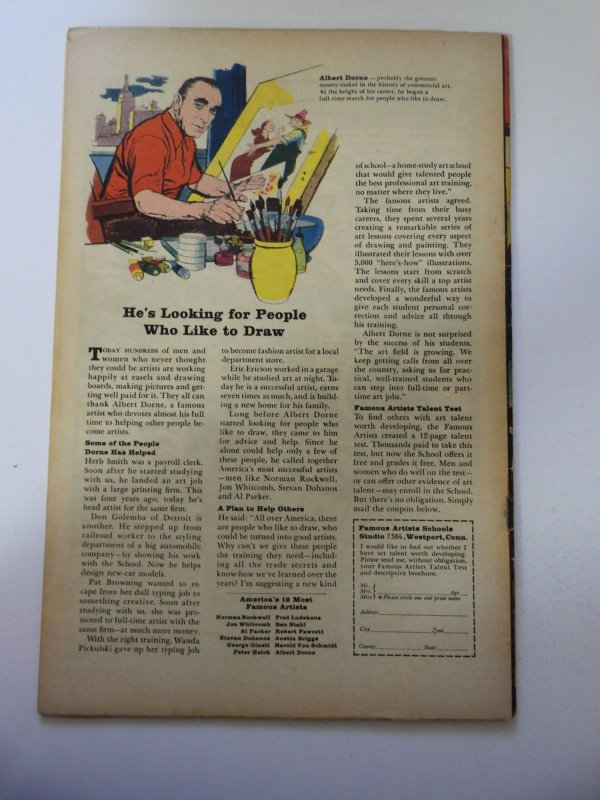 Albert Dorne—probably the greatest
money-maker in the history of commercial art.
At the height of his career, he began a
full-time search for people who like to draw.
He's Looking for People
Who Like to Draw
TODAY HUNDREDS of men and
women who never thought
they could be artists are working
happily at easels and drawing
boards, making pictures and get-
ting well paid for it. They all can
thank Albert Dorne, a famous
artist who devotes almost his full
time to helping other people be-
come artists.
Some of the People
Dorne Has Helped
Herb Smith was a payroll clerk.
Soon after he started studying
with us, he landed an art job
with a large printing firm. This
was four years ago; today he's
head artist for the same firm.
Don Golemba of Detroit is
another. He stepped up from
railroad worker to the styling
department of a big automobile
company—by showing his work
with the School. Now he helps
design new-car models.
Pat Browning wanted to es-
cape from her dull typing job to
something creative. Soon after
studying with us, she was pro-
moted to full-time artist with the
same firm—at much more money.
With the right training, Wanda
Pickulski gave up her typing job
to become fashion artist for a local
department store.
Eric Ericson worked in a garage
while he studied art at night. To-
day he is a successful artist, earns
seven times as much, and is build-
ing a new home for his family.
Long before Albert Dorne
started looking for people who
like to draw, they came to him
for advice and help. Since he
alone could help only a few of
these people, he called together
America's most successful artists
—men like Norman Rockwell,
Jon Whitcomb, Stevan Dohanos
and Al Parker.
A Plan to Help Others
He said: "All over America, there
are people who like to draw, who
could be turned into good artists.
Why can't we give these people
the training they need—includ-
ing all the trade secrets and
know-how we've learned over the
years? I'm suggesting a new kind
America's 12 Most
Famous Artists
Norman Rockwell
Jon Whitcomb
Al Parker
Stevan Dohanos
George Giusti
Peter Helck
Fred Ludekens
Ben Stahl
Robert Fawcett
Austin Briggs
Harold Von Schmidt
Albert Dorne
of school—a home-study art school
that would give talented people
the best professional art training,
no matter where they live."
The famous artists agreed.
Taking time from their busy
careers, they spent several years
creating a remarkable series of
art lessons covering every aspect
of drawing and painting. They
illustrated their lessons with over
5,000 "here's-how" illustrations.
The lessons start from scratch
and cover every skill a top artist
needs. Finally, the famous artists
developed a wonderful way to
give each student personal cor-
rection and advice all through
his training.
Albert Dorne is not surprised
by the success of his students.
"The art field is growing. We
keep getting calls from all over
the country, asking us for prac-
tical, well-trained students who
can step into full-time or part-
time art jobs."
Famous Artists Talent Test
To find others with art talent
worth developing, the Famous
Artists created a 12-page talent
test. Thousands paid to take this
test, but now the School offers it
free and grades it free. Men and
women who do well on the test—
or can offer other evidence of art
talent—may enroll in the School.
But there's no obligation. Simply
mail the coupon below.
Famous Artists Schools
Studio 7384, Westport, Conn.
I would like to find out whether I
have art talent worth developing.
Please send me, without obligation,
your Famous Artists Talent Test
and descriptive brochure.
Mr.
Mrs. Age
Miss Please circle one and print name
Address
City Zone
County State